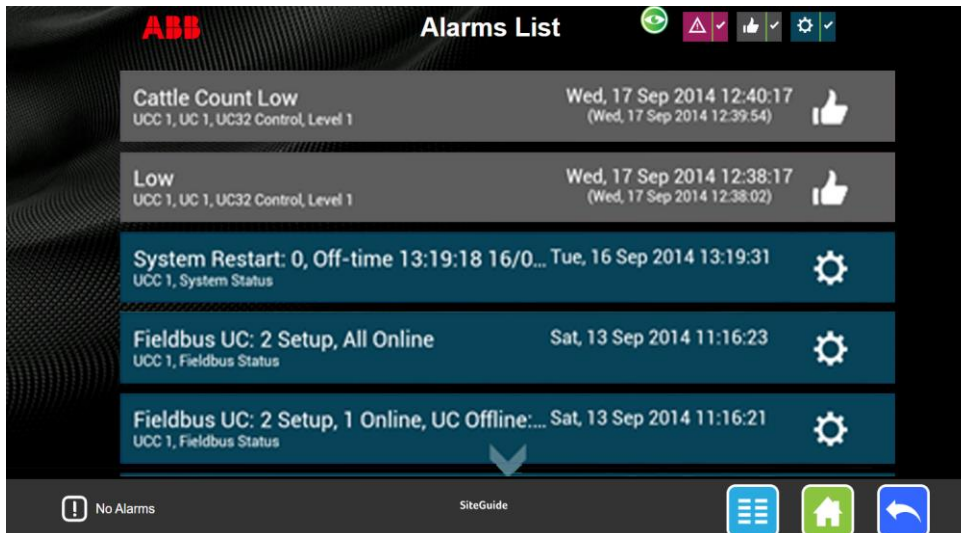 ABB
Alarms List
Cattle Count Low
Wed, 17 Sep 2014 12:40:17
UCC 1, UC 1, UC32 Control, Level 1
(Wed, 17 Sep 2014 12:39:54)
Low
Wed, 17 Sep 2014 12:38:17
UCC 1, UC 1, UC32 Control, Level 1
(Wed, 17 Sep 2014 12:38:02)
System Restart: 0, Off-time 13:19:18 16/0...
Tue, 16 Sep 2014 13:19:31
UCC 1, System Status
Fieldbus UC: 2 Setup, All Online
Sat, 13 Sep 2014 11:16:23
UCC 1, Fieldbus Status
Fieldbus UC: 2 Setup, 1 Online, UC Offline:...
Sat, 13 Sep 2014 11:16:21
UCC 1, Fieldbus Status
No Alarms
SiteGuide